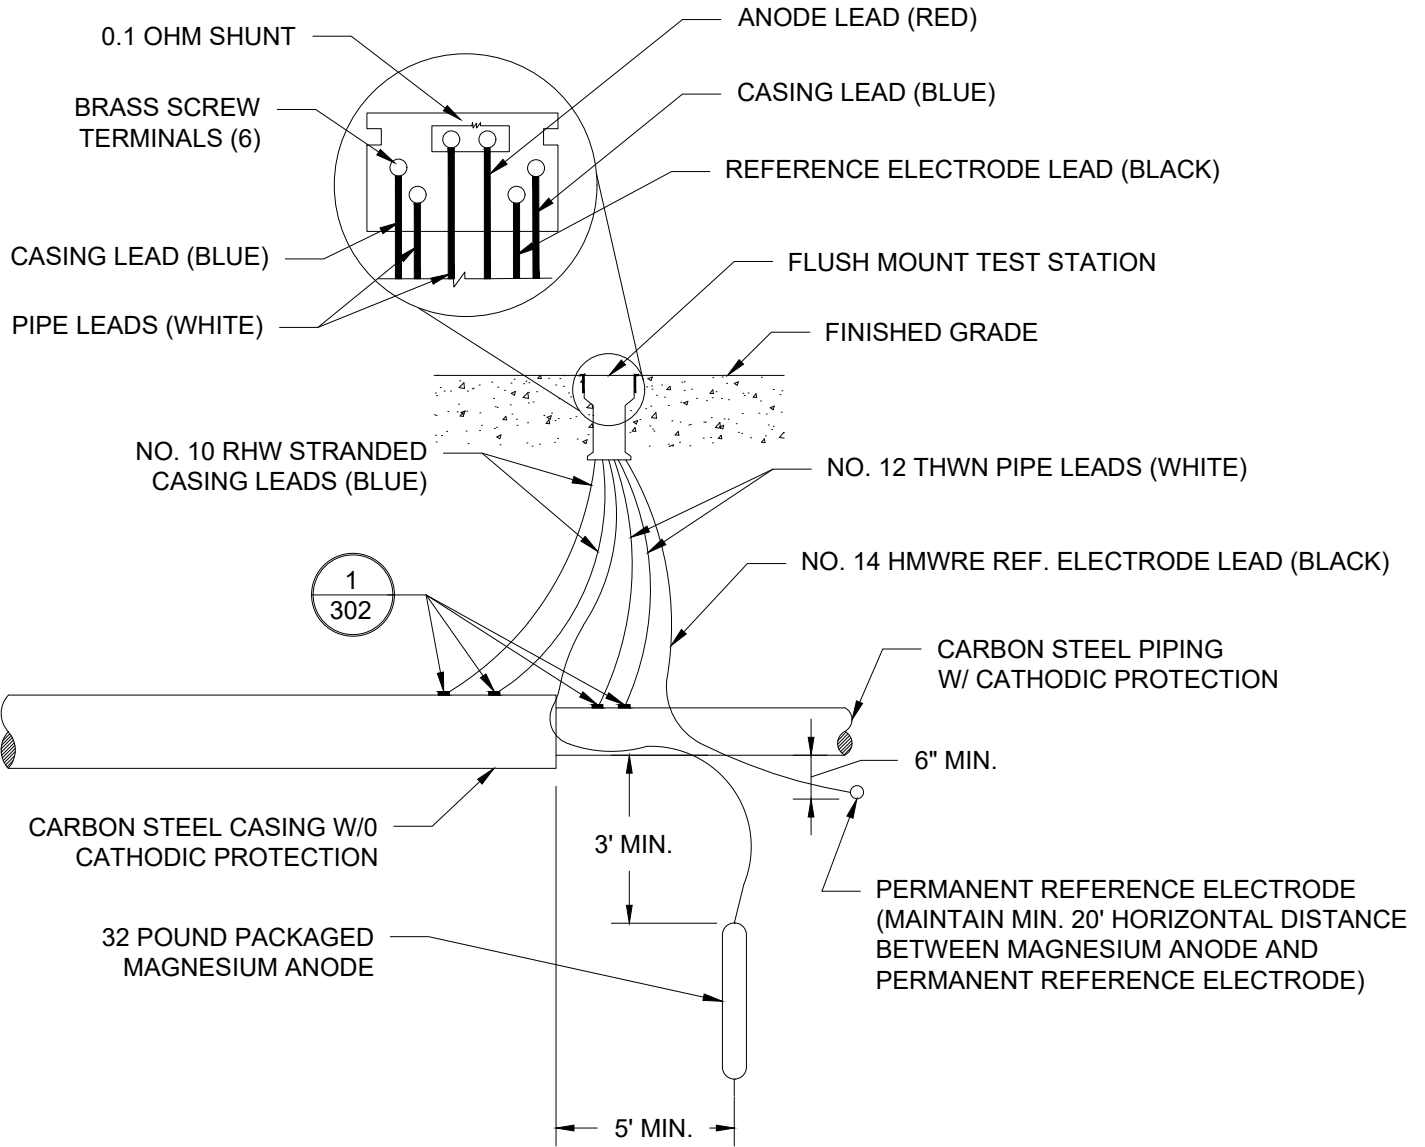 ANODE LEAD (RED)
0.1 OHM SHUNT
CASING LEAD (BLUE)
BRASS SCREW
TERMINALS (6)
REFERENCE ELECTRODE LEAD (BLACK)
CASING LEAD (BLUE)
FLUSH MOUNT TEST STATION
PIPE LEADS (WHITE)
FINISHED GRADE
NO. 10 RHW STRANDED
CASING LEADS (BLUE)
NO. 12 THWN PIPE LEADS (WHITE)
NO. 14 HMWRE REF. ELECTRODE LEAD (BLACK)
1
302
CARBON STEEL PIPING
W/ CATHODIC PROTECTION
6" MIN.
CARBON STEEL CASING W/0
CATHODIC PROTECTION
3' MIN.
PERMANENT REFERENCE ELECTRODE
(MAINTAIN MIN. 20' HORIZONTAL DISTANCE
BETWEEN MAGNESIUM ANODE AND
PERMANENT REFERENCE ELECTRODE)
32 POUND PACKAGED
MAGNESIUM ANODE
5' MIN.